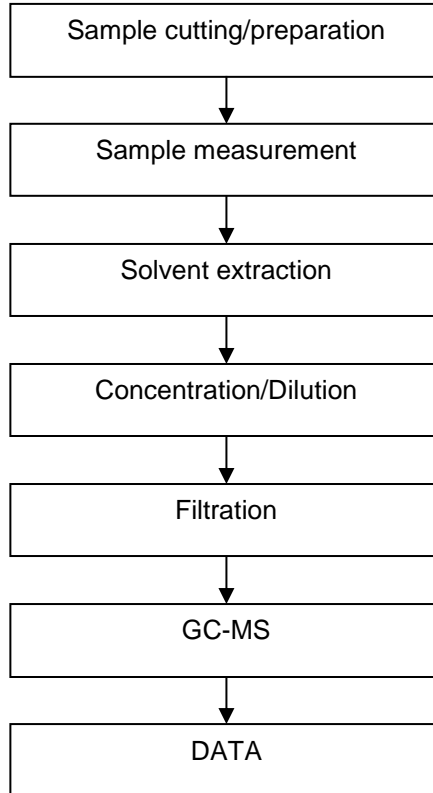 Sample cutting/preparation
Sample measurement
Solvent extraction
Concentration/Dilution
Filtration
GC-MS
DATA